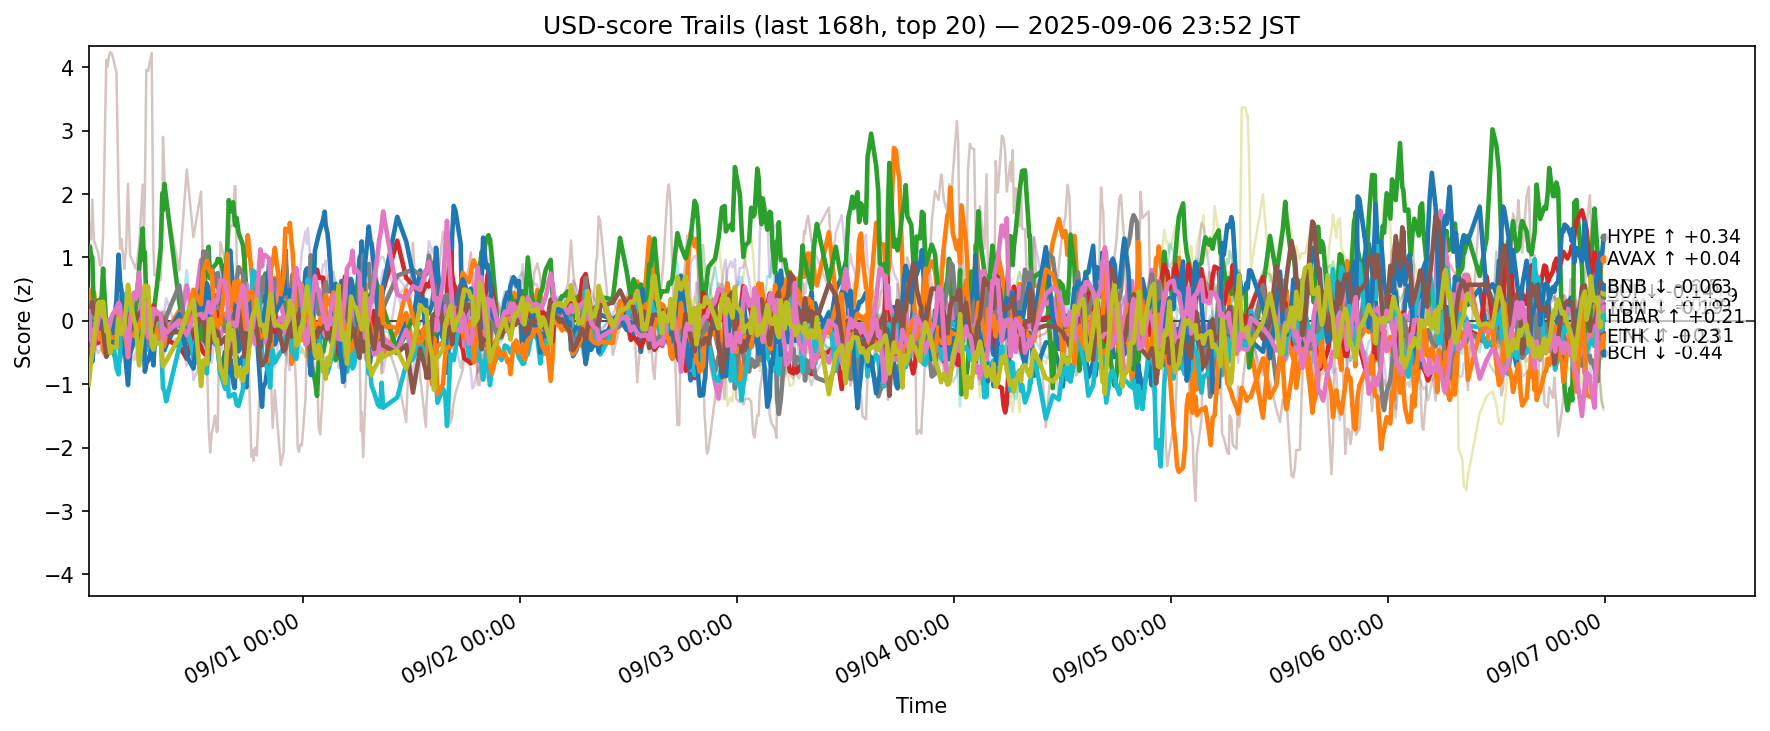 USD-score Trails (last 168h, top 20) — 2025-09-06 23:52 JST
Score (z)
4
3
2
1
0
−1
−2
−3
−4
HYPE ↑ +0.34
AVAX ↑ +0.04
BNB ↓ -0.063
HBAR ↑ +0.21
ETH ↓ -0.23
BCH ↓ -0.44
09/01 00:00
09/02 00:00
09/03 00:00
09/04 00:00
09/05 00:00
09/06 00:00
09/07 00:00
Time